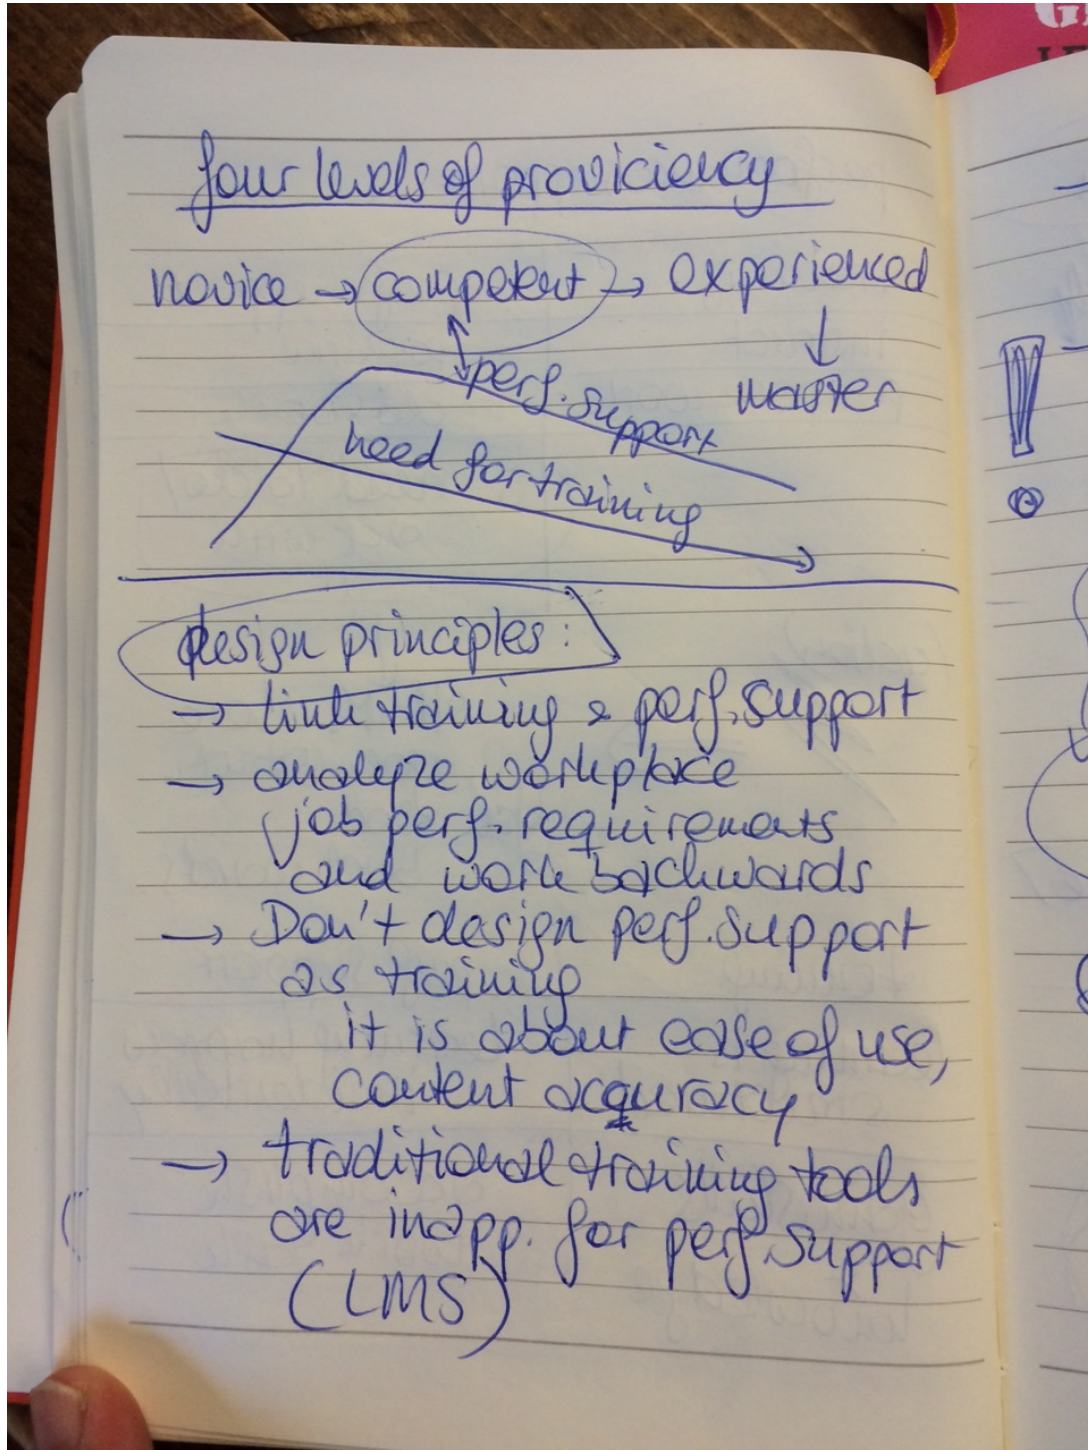 four levels of proviciency
novice → competent → experienced
↓
master
perf. support
need for training
design principles:
→ link training & perf. support
→ analyze workplace
job perf. requirements
and work backwards
→ Don't design perf. support
as training
it is about ease of use,
content acquracy
→ traditional training tools
are inapp. for perf. support
(LMS)